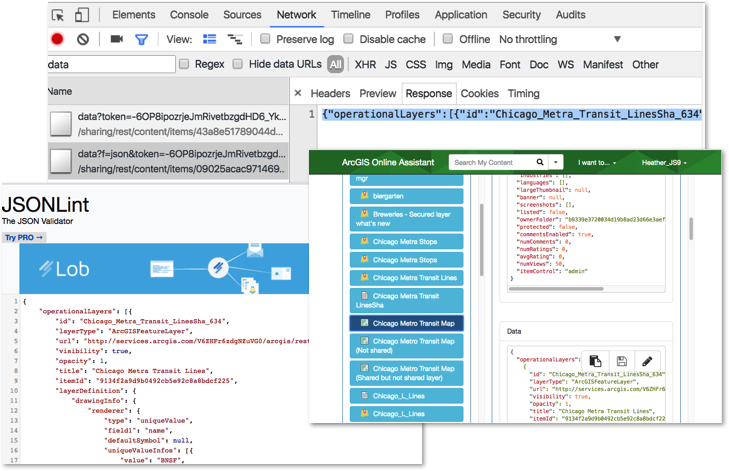 Elements Console Sources Network Timeline Profiles Application Security Audits
View: Preserve log Disable cache Offline No throttling
data Regex Hide data URLs All XHR JS CSS Img Media Font Doc WS Manifest Other
Name
Headers Preview Response Cookies Timing
data?token=-6OP8ipozrjeJmRivetbzgdHD6_Yk...
/sharing/rest/content/items/43a8e51789044d...
data?f=json&token=-6OP8ipozrjeJmRivetbzgd...
/sharing/rest/content/items/09025acac971469...
1 {"operationalLayers":[{"id":"Chicago_Metra_Transit_LinesSha_634"
ArcGIS Online Assistant Search My Content I want to... Heather_JS9
mgr
biergarten
Breweries - Secured layer
what's new
Chicago Metra Stops
Chicago Metra Stops
Chicago Metra Transit Lines
Chicago Metra Transit
LinesSha
Chicago Metro Transit Map
Chicago Metro Transit Map
(Not shared)
Chicago Metro Transit Map
(Shared but not shared layer)
Chicago_L_Lines
Chicago_L_Lines
"languages": [],
"largeThumbnail": null,
"banner": null,
"screenshots": [],
"listed": false,
"ownerFolder": "b9339e3720034d19b8ad23d66e3aef
"protected": false,
"commentsEnabled": true,
"numComments": 0,
"numRatings": 0,
"avgRating": 0,
"numViews": 50,
"itemControl": "admin"
}
Data
{
"operationalLayers"
{
"id": "Chicago_Metra_Transit_LinesSha_634"
"layerType": "ArcGISFeatureLayer",
"url": "http://services.arcgis.com/V6ZHFr6
"visibility": true,
"opacity": 1,
"title": "Chicago Metra Transit Lines",
"itemId": "9134f2a9d9b0492cb5e92c8a8bdcf22
JSONLint
The JSON Validator
Try PRO →
Lob
1 {
2 "operationalLayers": [{
3 "id": "Chicago_Metra_Transit_LinesSha_634",
4 "layerType": "ArcGISFeatureLayer",
5 "url": "http://services.arcgis.com/V6ZHFr6zdgNZuVG0/arcgis/rest
6 "visibility": true,
7 "opacity": 1,
8 "title": "Chicago Metra Transit Lines",
9 "itemId": "9134f2a9d9b0492cb5e92c8a8bdcf225",
10 "layerDefinition": {
11 "drawingInfo": {
12 "renderer": {
13 "type": "uniqueValue",
14 "field1": "name",
15 "defaultSymbol": null,
16 "uniqueValueInfos": [{
17 "value": "BNSF",